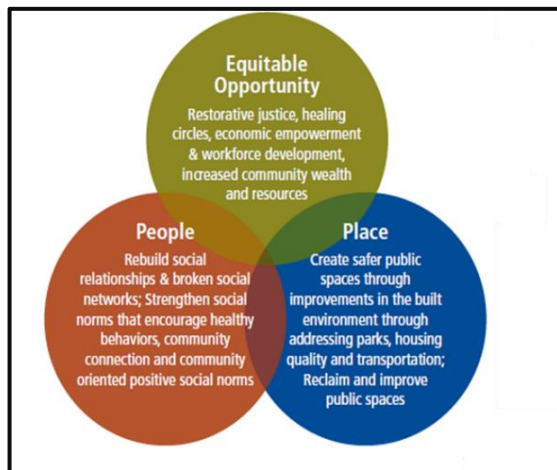 Equitable
Opportunity
Restorative justice, healing
circles, economic empowerment
& workforce development,
increased community wealth
and resources
People
Rebuild social
relationships & broken social
networks; Strengthen social
norms that encourage healthy
behaviors, community
connection and community
oriented positive social norms
Place
Create safer public
spaces through
improvements in the built
environment through
addressing parks, housing
quality and transportation;
Reclaim and improve
public spaces